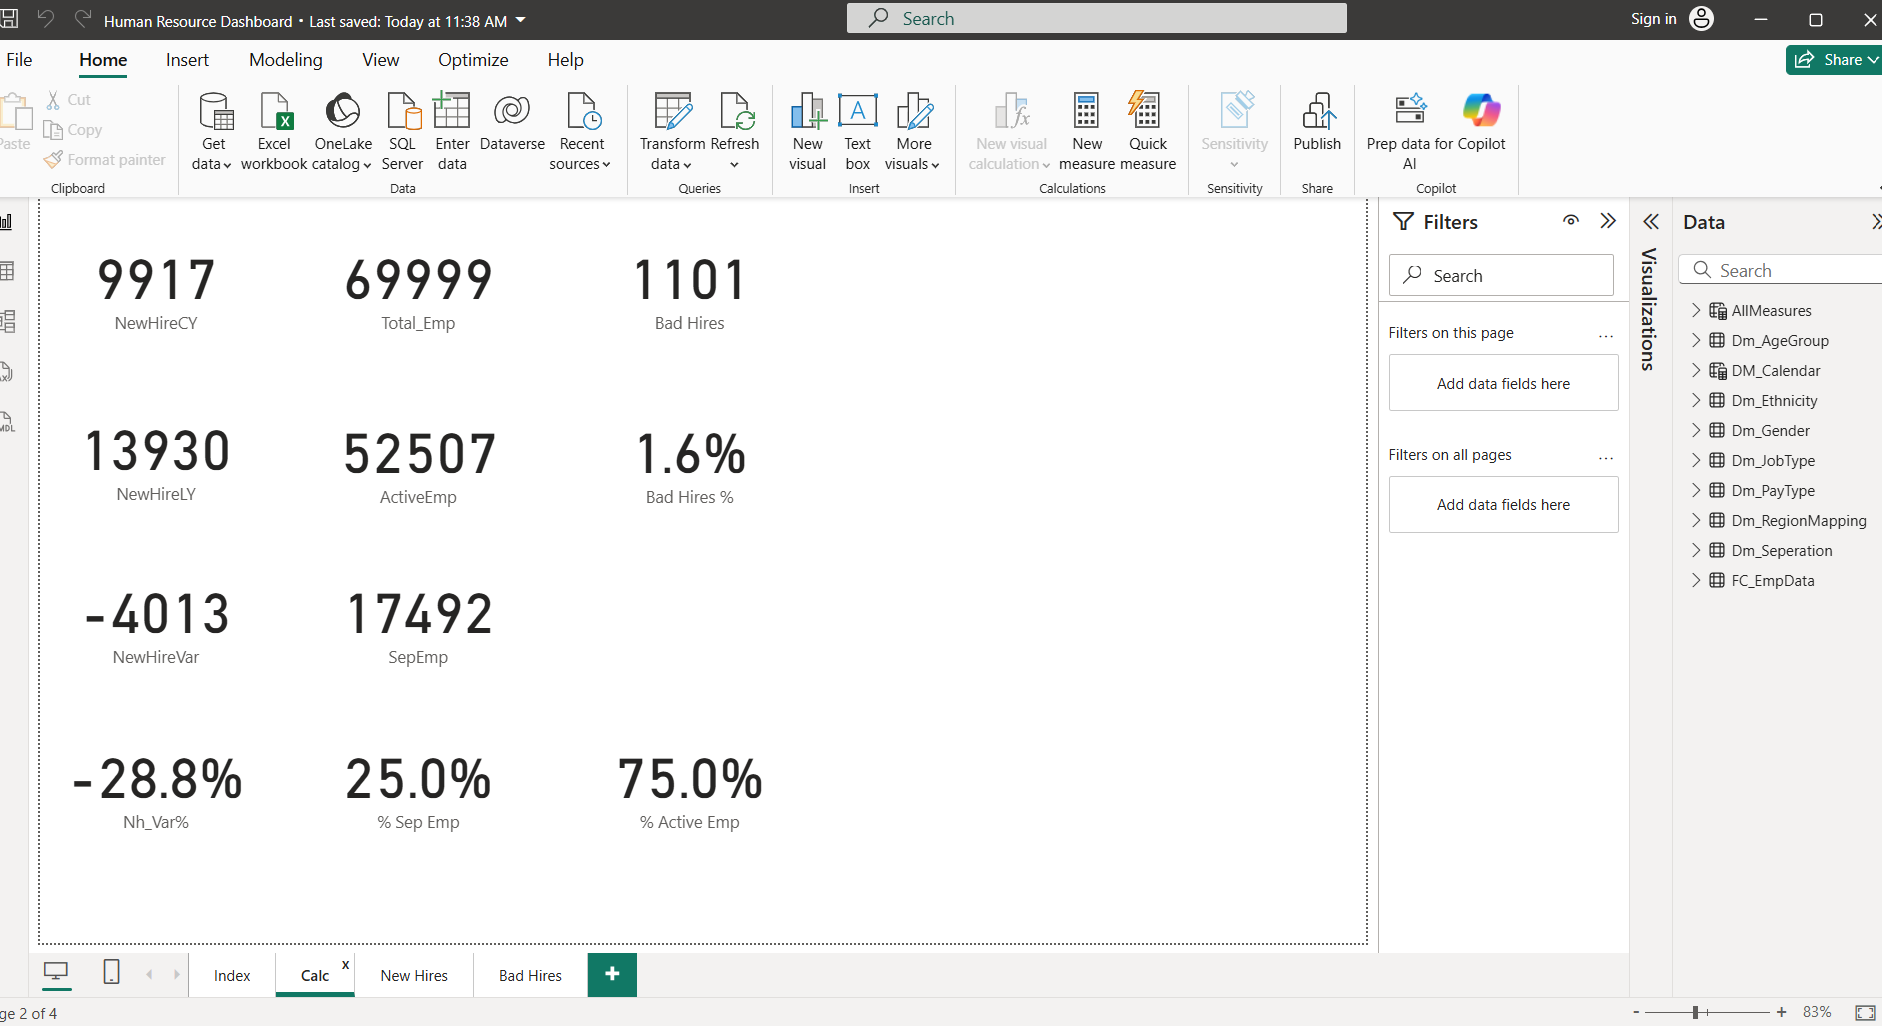 Human Resource Dashboard • Last saved: Today at 11:38 AM
Search
Sign in
File
Home
Insert
Modeling
View
Optimize
Help
Share
Paste
Cut
Copy
Format painter
Clipboard
Get
data
Excel
workbook
OneLake
catalog
SQL
Server
Enter
data
Dataverse
Recent
sources
Data
Transform
data
Refresh
Queries
New
visual
Text
box
More
visuals
Insert
New visual
calculation
New
measure
Quick
measure
Calculations
Sensitivity
Sensitivity
Publish
Share
Prep data for
AI
Copilot
Copilot
9917
NewHireCY
69999
Total_Emp
1101
Bad Hires
13930
NewHireLY
52507
ActiveEmp
1.6%
Bad Hires %
-4013
NewHireVar
17492
SepEmp
-28.8%
Nh_Var%
25.0%
% Sep Emp
75.0%
% Active Emp
Filters
Search
Filters on this page
...
Add data fields here
Filters on all pages
...
Add data fields here
Visualizations
Data
Search
AllMeasures
Dm_AgeGroup
DM_Calendar
Dm_Ethnicity
Dm_Gender
Dm_JobType
Dm_PayType
Dm_RegionMapping
Dm_Seperation
FC_EmpData
Index
Calc
x
New Hires
Bad Hires
+
ge 2 of 4
- + 83%